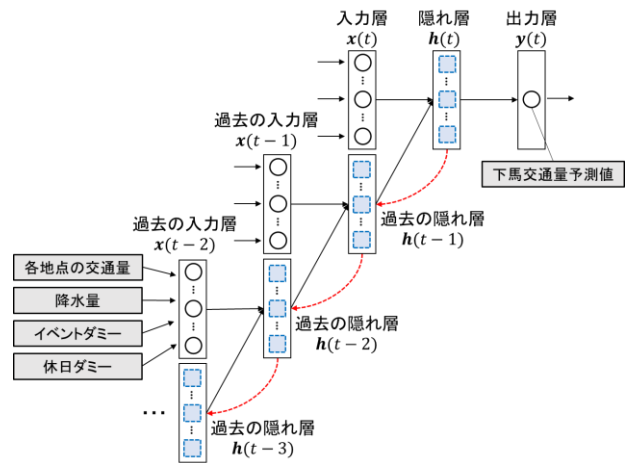 入力層
x(t)
隠れ層
h(t)
出力層
y(t)
過去の入力層
x(t − 1)
下馬交通量予測値
過去の入力層
x(t − 2)
過去の隠れ層
h(t − 1)
各地点の交通量
降水量
イベントダミー
休日ダミー
過去の隠れ層
h(t − 2)
…
過去の隠れ層
h(t − 3)